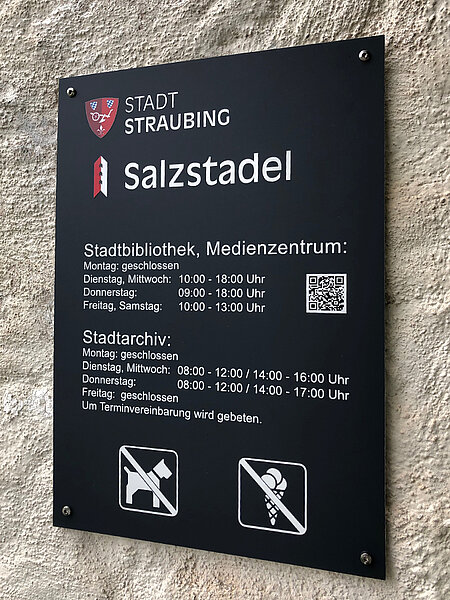 STADT
STRAUBING
Salzstadel
Stadtbibliothek, Medienzentrum:
Montag: geschlossen
Dienstag, Mittwoch: 10:00 - 18:00 Uhr
Donnerstag: 09:00 - 18:00 Uhr
Freitag, Samstag: 10:00 - 13:00 Uhr
Stadtarchiv:
Montag: geschlossen
Dienstag, Mittwoch: 08:00 - 12:00 / 14:00 - 16:00 Uhr
Donnerstag: 08:00 - 12:00 / 14:00 - 17:00 Uhr
Freitag: geschlossen
Um Terminvereinbarung wird gebeten.